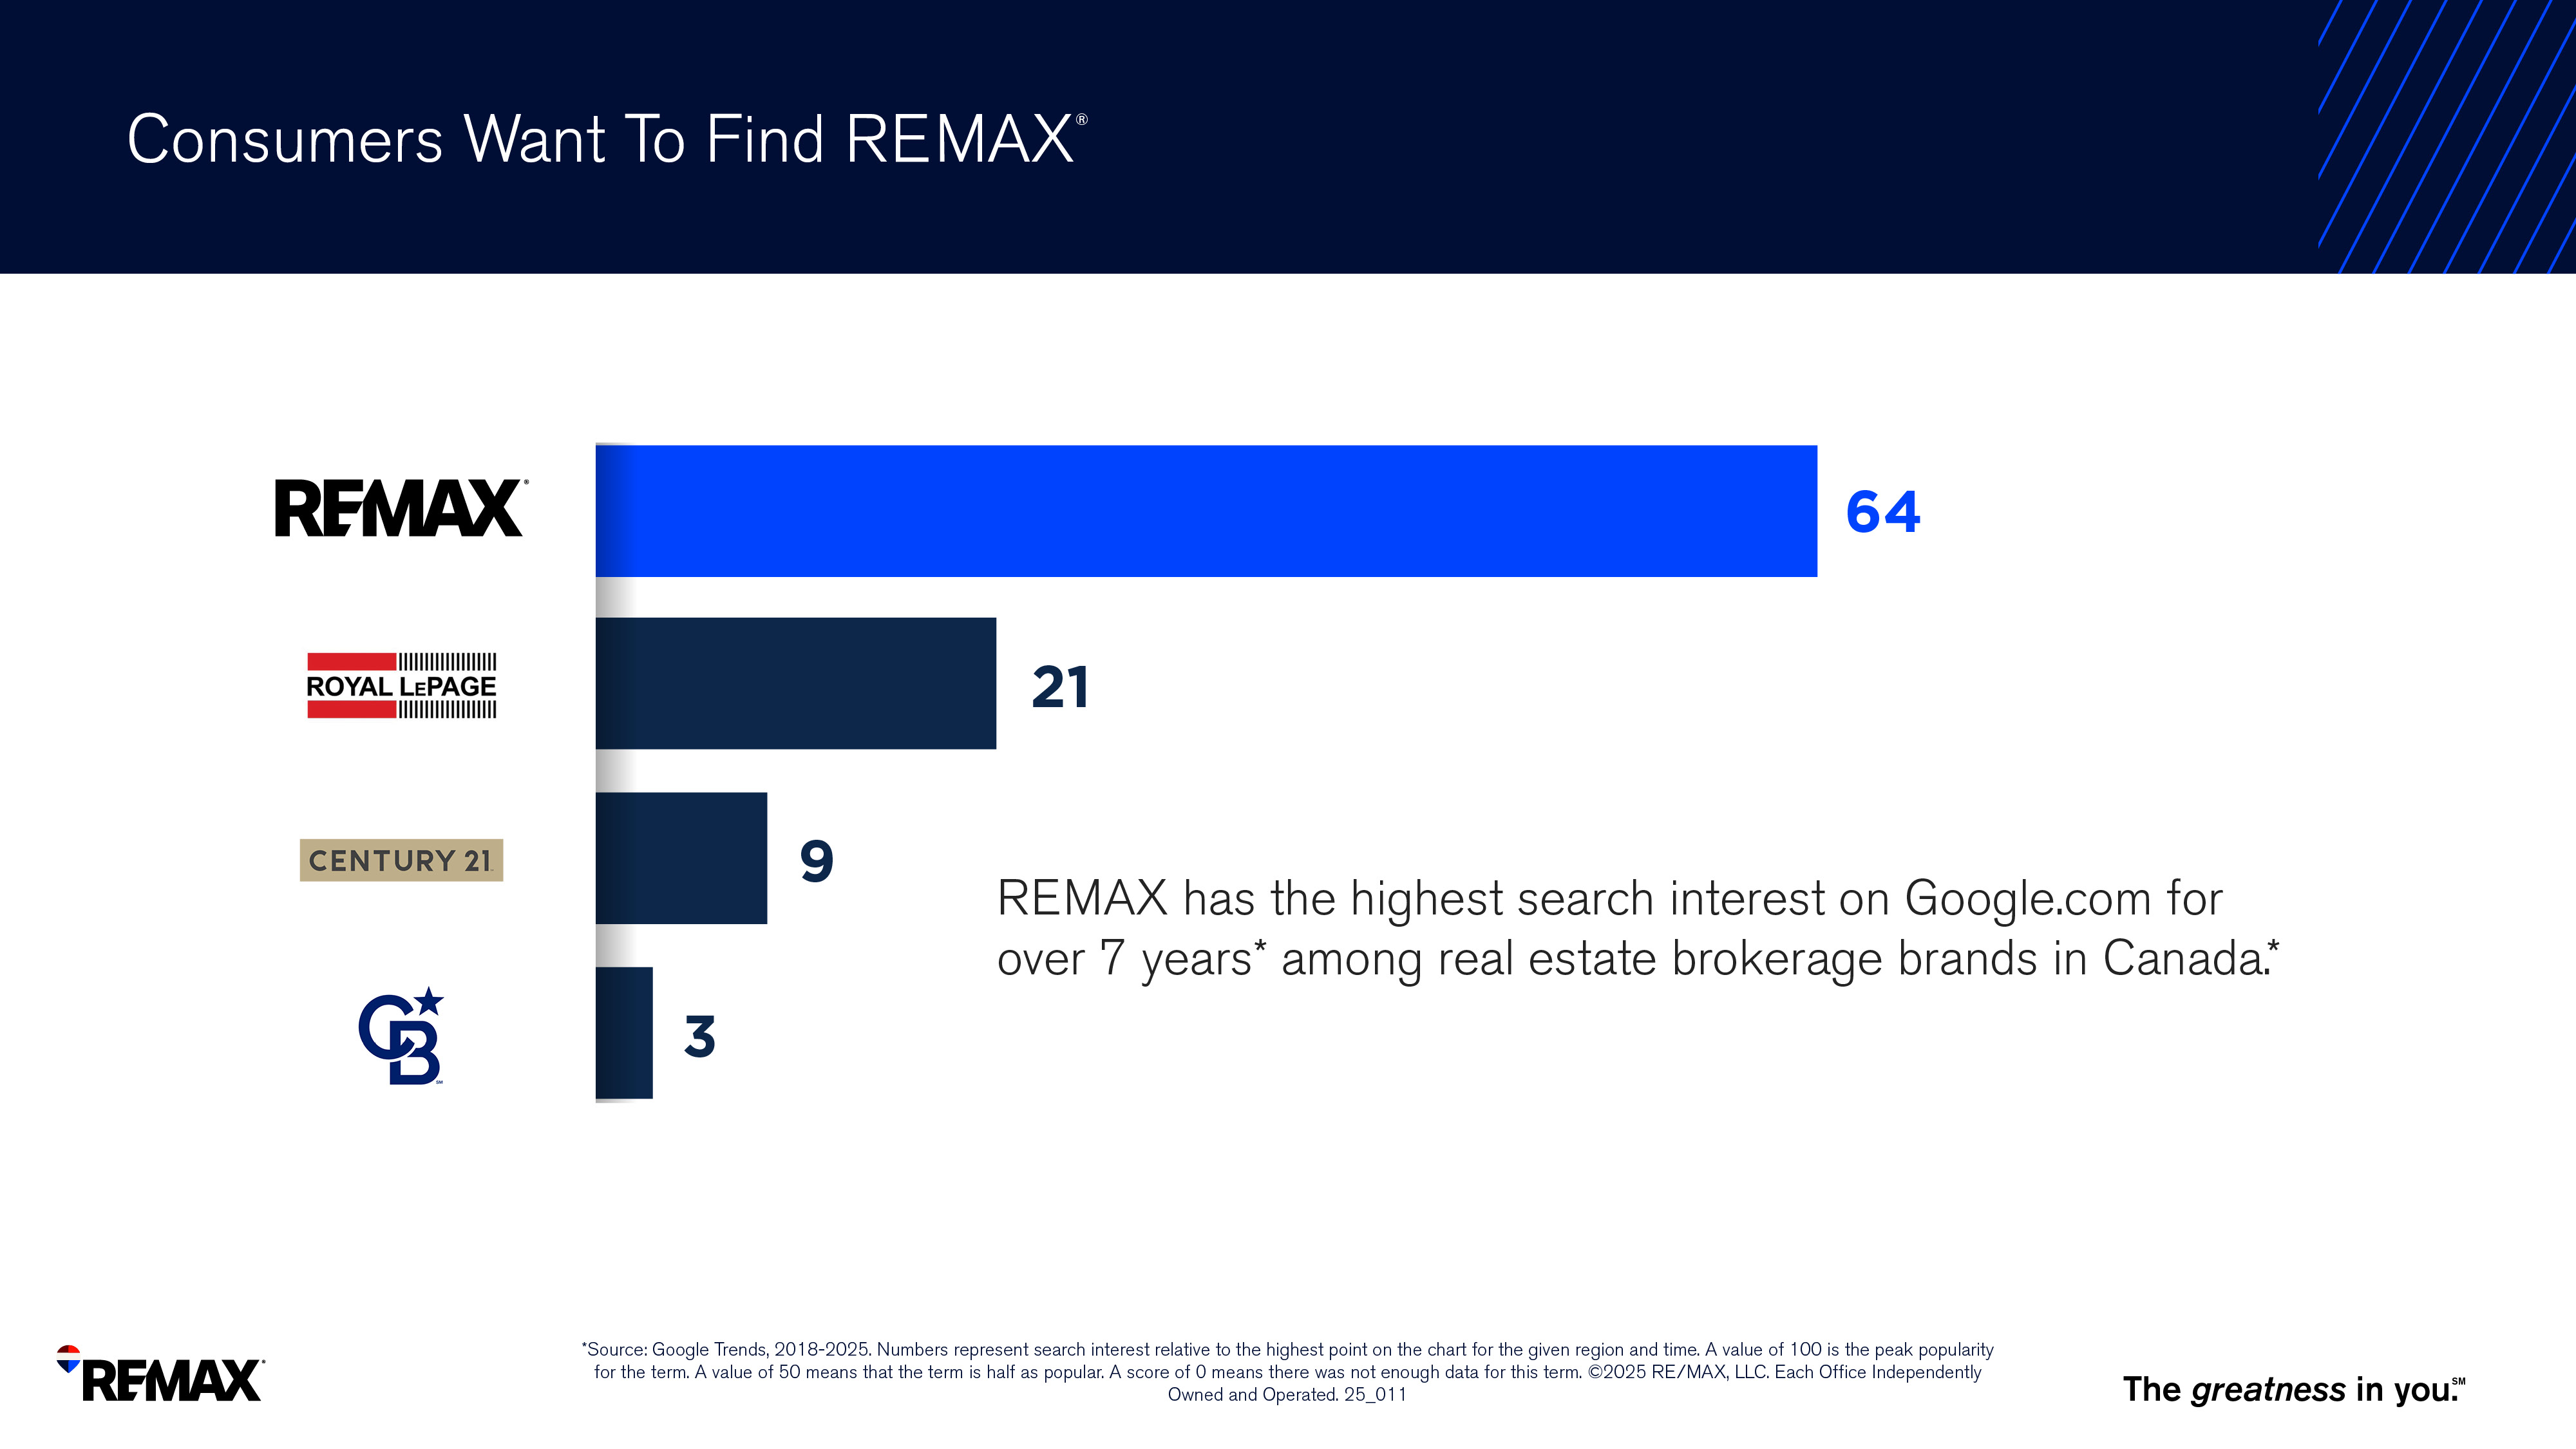 Consumers Want To Find REMAX®
REMAX®
64
ROYAL LEPAGE
21
CENTURY 21
9
CB℠
3
REMAX has the highest search interest on Google.com for
over 7 years* among real estate brokerage brands in Canada.*
REMAX®
*Source: Google Trends, 2018-2025. Numbers represent search interest relative to the highest point on the chart for the given region and time. A value of 100 is the peak popularity
for the term. A value of 50 means that the term is half as popular. A score of 0 means there was not enough data for this term. ©2025 RE/MAX, LLC. Each Office Independently
Owned and Operated. 25_011
The greatness in you.℠